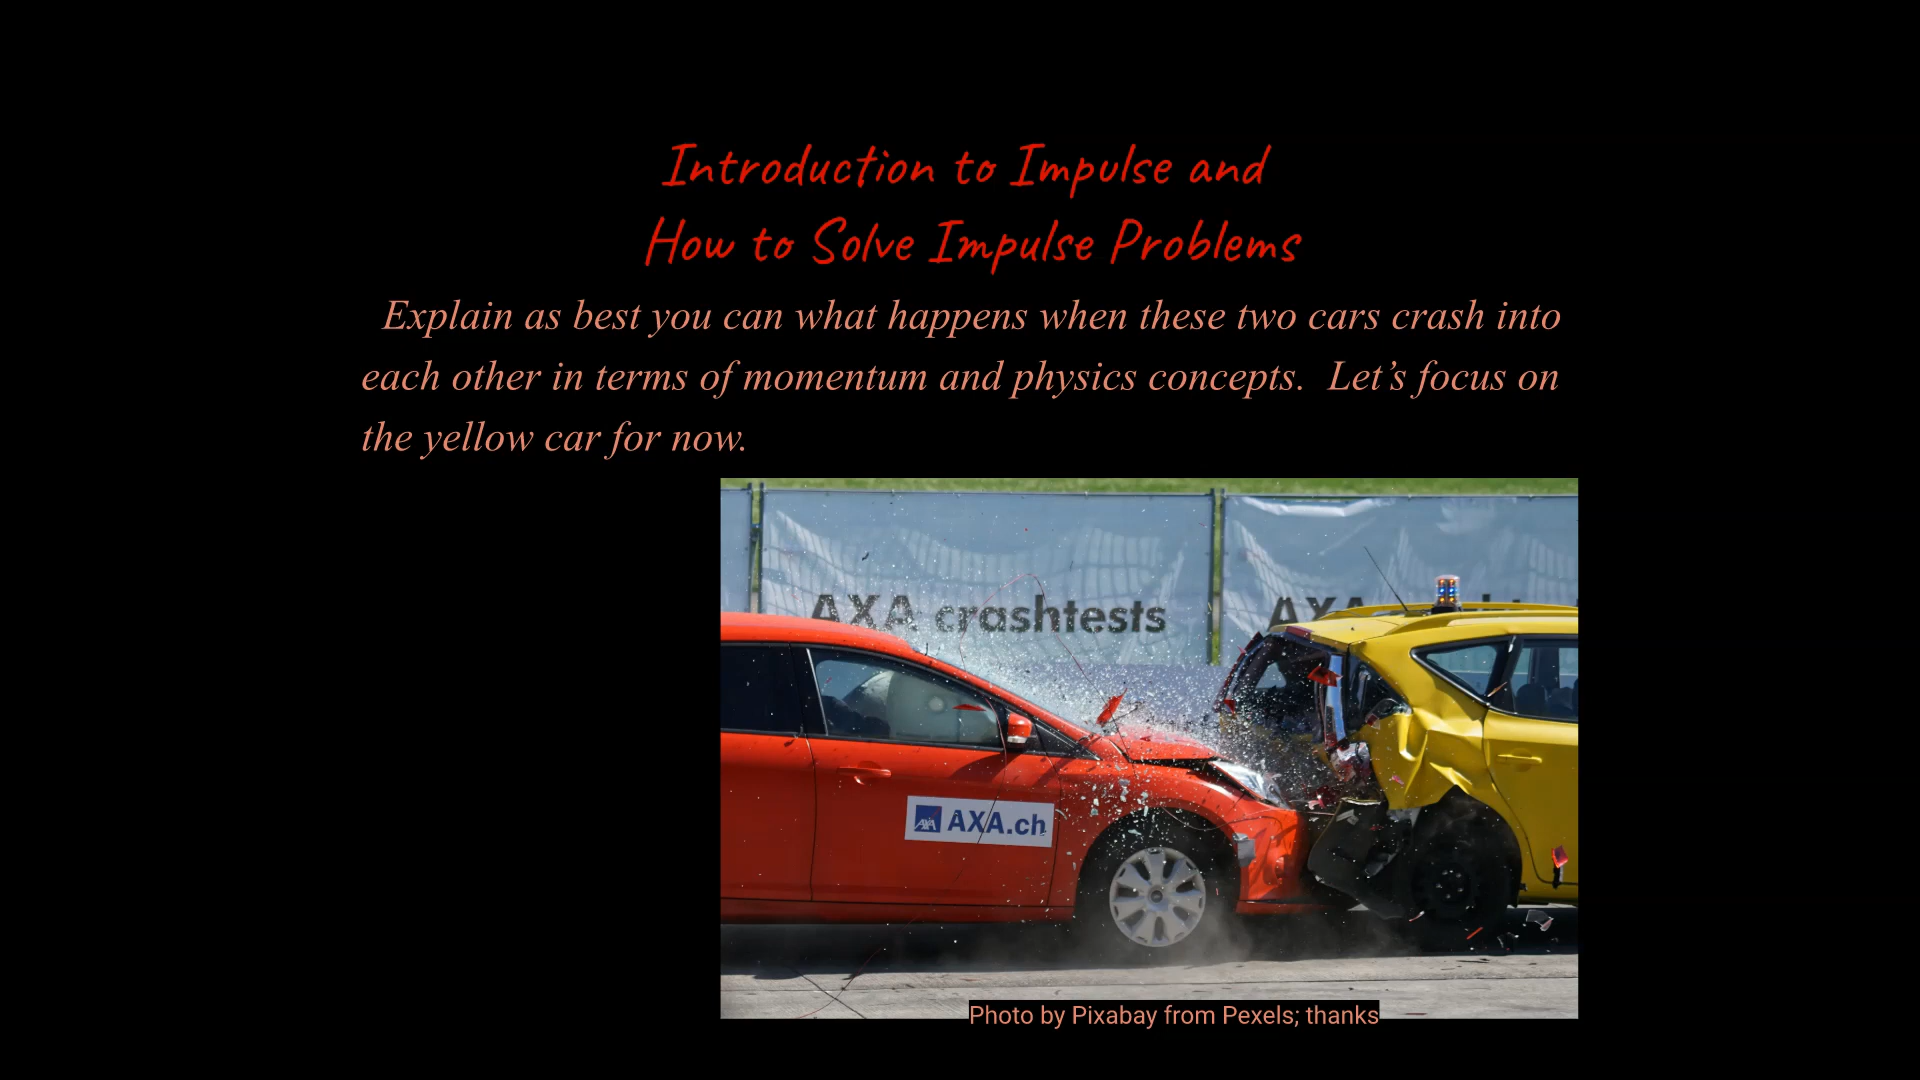 Introduction to Impulse and
How to Solve Impulse Problems
Explain as best you can what happens when these two cars crash into
each other in terms of momentum and physics concepts.  Let’s focus on
the yellow car for now.
AXA crashtests
AXA
AXA AXA.ch
Photo by Pixabay from Pexels; thanks